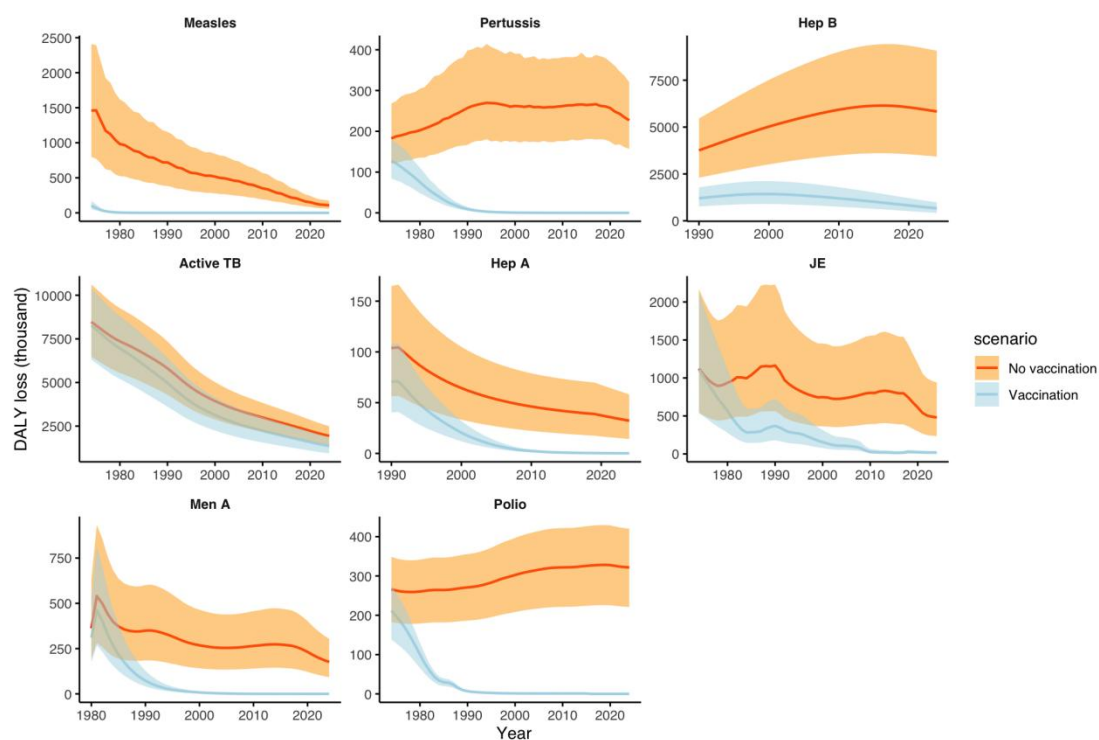 Measles
Pertussis
Hep B
2500
2000
1500
1000
500
0
1980 1990 2000 2010 2020
400
300
200
100
0
1980 1990 2000 2010 2020
7500
5000
2500
0
1990 2000 2010 2020
Active TB
Hep A
JE
DALY loss (thousand)
10000
7500
5000
2500
1980 1990 2000 2010 2020
150
100
50
0
1990 2000 2010 2020
2000
1500
1000
500
0
1980 1990 2000 2010 2020
scenario
No vaccination
Vaccination
Men A
Polio
750
500
250
0
1980 1990 2000 2010 2020
400
300
200
100
0
1980 1990 2000 2010 2020
Year